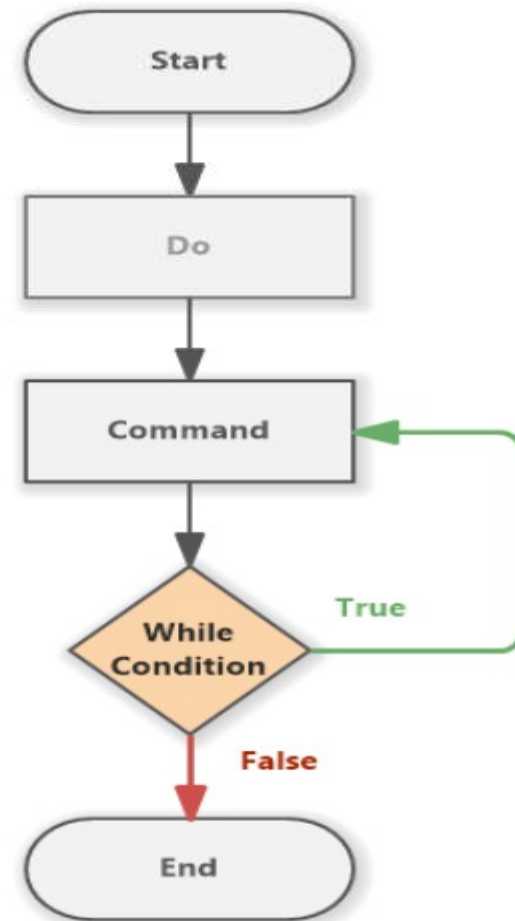 Start
Do
Command
While
Condition
True
False
End